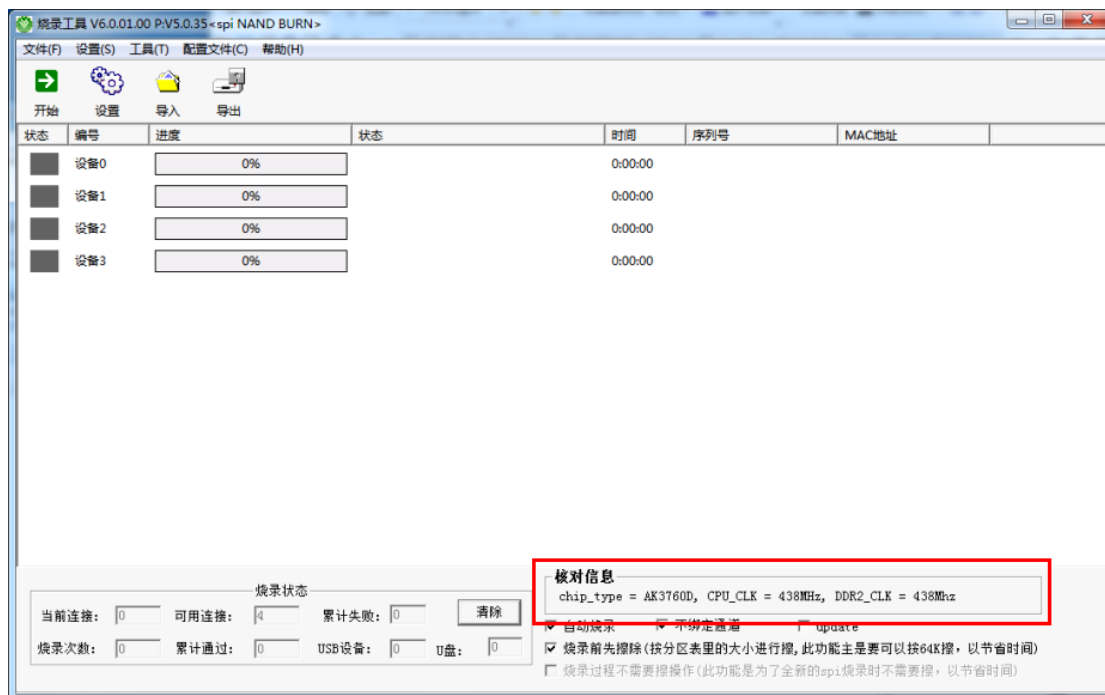 烧录工具 V6.0.01.00 P:V5.0.35<spi NAND BURN>
文件(F) 设置(S) 工具(T) 配置文件(C) 帮助(H)
开始 设置 导入 导出
状态 编号 进度 状态 时间 序列号 MAC地址
设备0 0% 0:00:00
设备1 0% 0:00:00
设备2 0% 0:00:00
设备3 0% 0:00:00
烧录状态
当前连接: 0 可用连接: 4 累计失败: 0 清除
烧录次数: 0 累计通过: 0 USB设备: 0 U盘: 0
核对信息
chip_type = AK3760D, CPU_CLK = 438MHz, DDR2_CLK = 438Mhz
自动烧录 不绑定通道 update
烧录前先擦除(按分区表里的大小进行擦,此功能主是要可以按64K擦, 以节省时间)
烧录过程不需要擦操作(此功能是为了全新的spi烧录时不需要擦, 以节省时间)